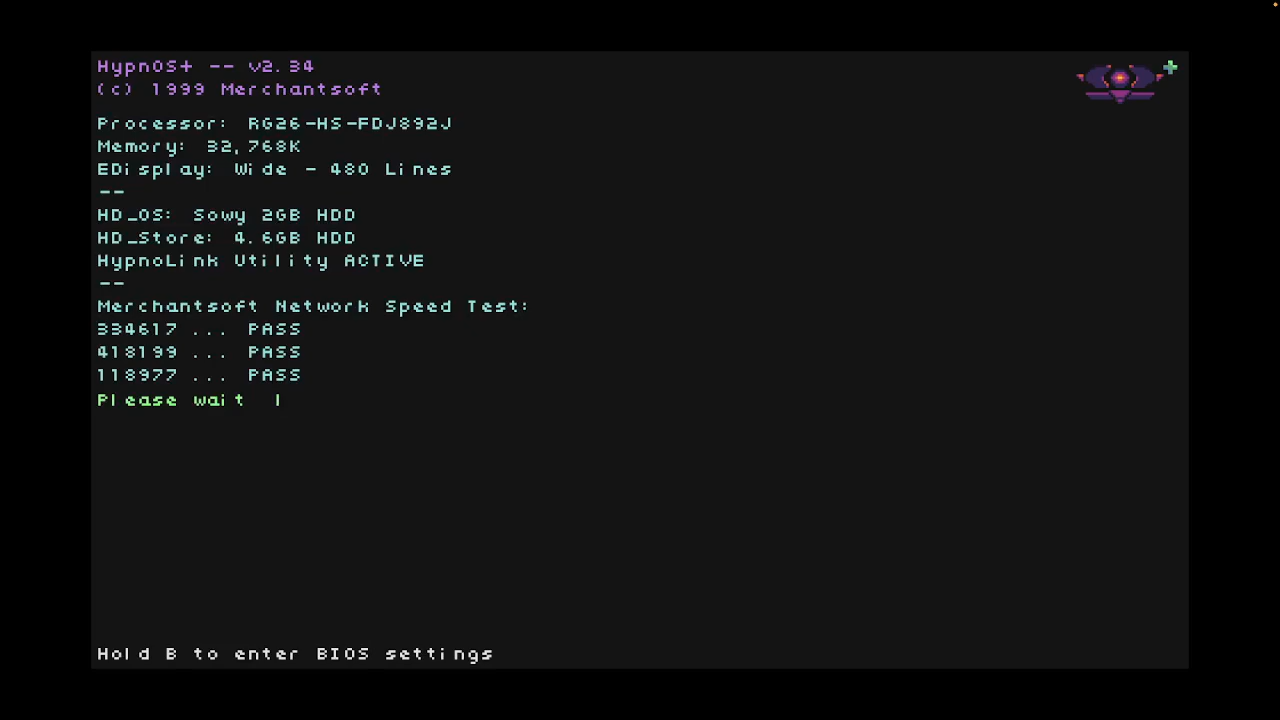 HypnOS+ -- v2.34
(c) 1999 Merchantsoft
Processor: RG26-HS-FDJ892J
Memory: 32,768K
EDisplay: Wide - 480 Lines
--
HD_OS: Sowy 2GB HDD
HD_Store: 4.6GB HDD
HypnoLink Utility ACTIVE
--
Merchantsoft Network Speed Test:
334617 ... PASS
418199 ... PASS
118977 ... PASS
Please wait |
Hold B to enter BIOS settings